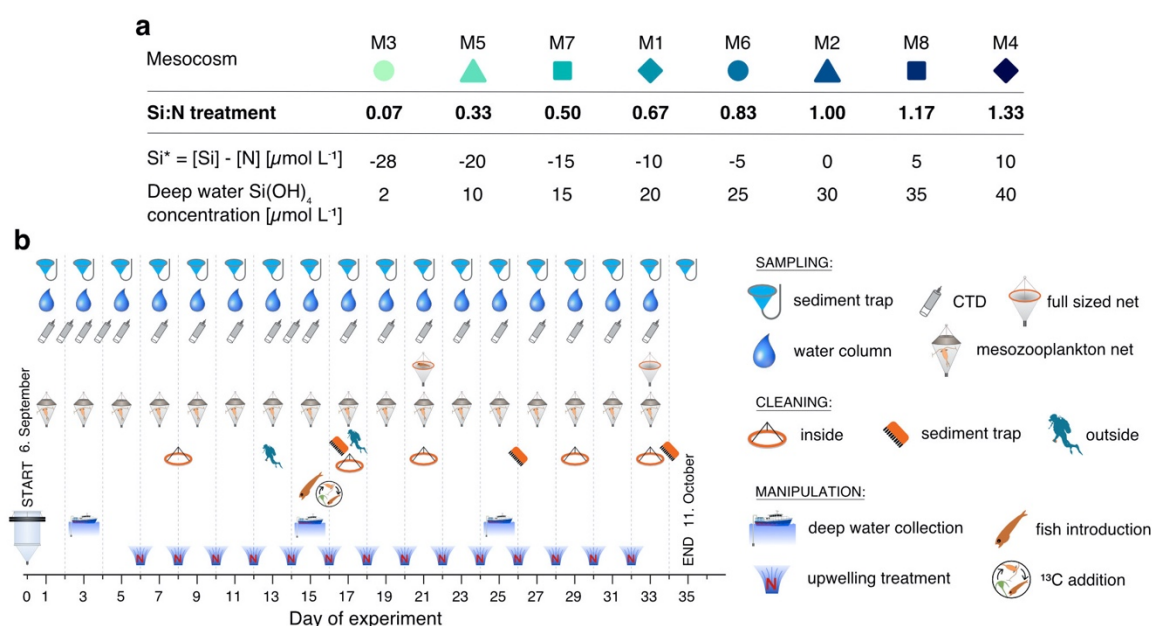 a
Mesocosm M3 M5 M7 M1 M6 M2 M8 M4
Si:N treatment 0.07 0.33 0.50 0.67 0.83 1.00 1.17 1.33
Si* = [Si] - [N] [µmol L⁻¹] -28 -20 -15 -10 -5 0 5 10
Deep water Si(OH)₄
concentration [µmol L⁻¹] 2 10 15 20 25 30 35 40
b
START 6. September
END 11. October
N N N N N N N N N N N N N N
0 1 3 5 7 9 11 13 15 17 19 21 23 25 27 29 31 33 35
Day of experiment
SAMPLING:
sediment trap
CTD
full sized net
water column
mesozooplankton net
CLEANING:
inside
sediment trap
outside
MANIPULATION:
deep water collection
fish introduction
N upwelling treatment
¹³C addition